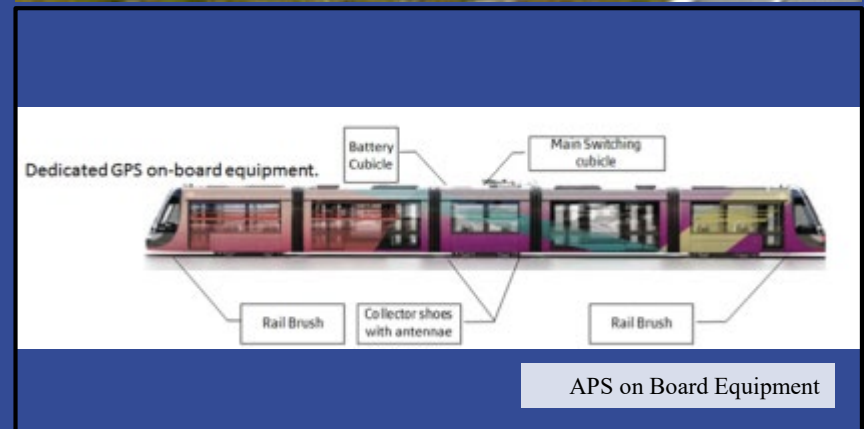 Battery
Cubicle
Main Switching
cubicle
Dedicated GPS on-board equipment.
Rail Brush
Collector shoes
with antennae
Rail Brush
APS on Board Equipment